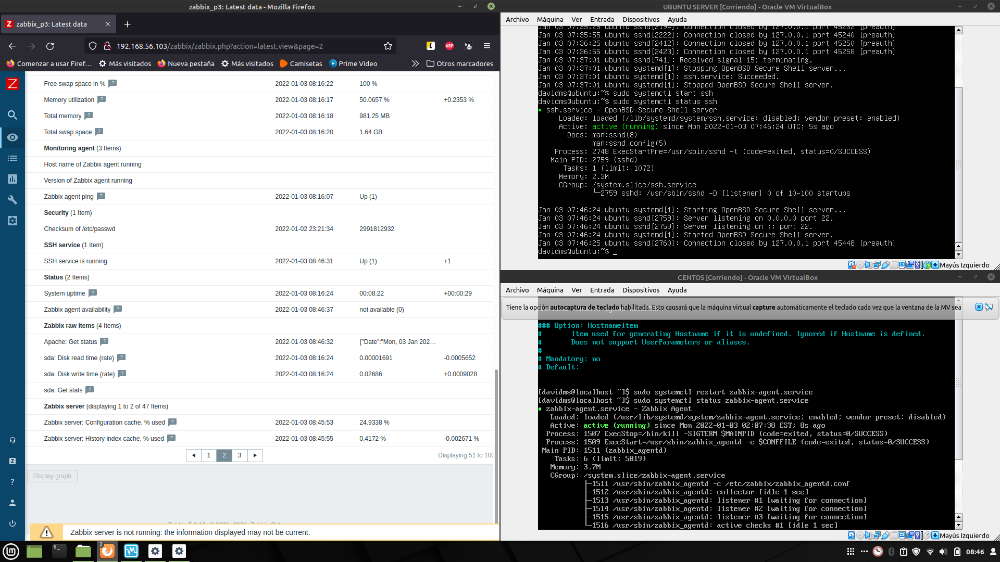 zabbix_p3: Latest data - Mozilla Firefox
zabbix_p3: Latest data
192.168.56.103/zabbix/zabbix.php?action=latest.view&page=2
ABP
Comenzar a usar Firef…
Más visitados
Nueva pestaña
Más visitados
Camisetas
Prime Video
Otros marcadores
Free swap space in % ? 2022-01-03 08:16:22 100 %
Memory utilization ? 2022-01-03 08:16:17 50.0657 % +0.2353 %
Total memory ? 2022-01-03 08:16:18 981.25 MB
Total swap space ? 2022-01-03 08:16:20 1.64 GB
Monitoring agent (3 Items)
Host name of Zabbix agent running
Version of Zabbix agent running
Zabbix agent ping ? 2022-01-03 08:16:07 Up (1)
Security (1 Item)
Checksum of /etc/passwd 2022-01-02 23:21:34 2991812932
SSH service (1 Item)
SSH service is running 2022-01-03 08:46:31 Up (1) +1
Status (2 Items)
System uptime ? 2022-01-03 08:16:24 00:08:22 +00:00:29
Zabbix agent availability ? 2022-01-03 08:46:37 not available (0)
Zabbix raw items (4 Items)
Apache: Get status ? 2022-01-03 08:46:32 {"Date":"Mon, 03 Jan 202…
sda: Disk read time (rate) ? 2022-01-03 08:16:24 0.00001691 -0.0005652
sda: Disk write time (rate) ? 2022-01-03 08:16:24 0.02686 +0.0009028
sda: Get stats ?
Zabbix server (displaying 1 to 2 of 47 Items)
Zabbix server: Configuration cache, % used ? 2022-01-03 08:45:53 24.9338 %
Zabbix server: History index cache, % used ? 2022-01-03 08:45:55 0.4172 % -0.002671 %
1 2 3
Displaying 51 to 100
Display graph
Zabbix server is not running: the information displayed may not be current.
UBUNTU SERVER [Corriendo] - Oracle VM VirtualBox
Archivo Máquina Ver Entrada Dispositivos Ayuda
Jan 03 07:35:25 ubuntu sshd[2194]: Connection closed by 127.0.0.1 port 45232 [preauth]
Jan 03 07:35:55 ubuntu sshd[2222]: Connection closed by 127.0.0.1 port 45240 [preauth]
Jan 03 07:36:25 ubuntu sshd[2412]: Connection closed by 127.0.0.1 port 45250 [preauth]
Jan 03 07:36:55 ubuntu sshd[2423]: Connection closed by 127.0.0.1 port 45258 [preauth]
Jan 03 07:37:01 ubuntu sshd[741]: Received signal 15; terminating.
Jan 03 07:37:01 ubuntu systemd[1]: Stopping OpenBSD Secure Shell server...
Jan 03 07:37:01 ubuntu systemd[1]: ssh.service: Succeeded.
Jan 03 07:37:01 ubuntu systemd[1]: Stopped OpenBSD Secure Shell server.
davidms@ubuntu:~$ sudo systemctl start ssh
davidms@ubuntu:~$ sudo systemctl status ssh
● ssh.service - OpenBSD Secure Shell server
Loaded: loaded (/lib/systemd/system/ssh.service; disabled; vendor preset: enabled)
Active: active (running) since Mon 2022-01-03 07:46:24 UTC; 5s ago
Docs: man:sshd(8)
man:sshd_config(5)
Process: 2748 ExecStartPre=/usr/sbin/sshd -t (code=exited, status=0/SUCCESS)
Main PID: 2759 (sshd)
Tasks: 1 (limit: 1072)
Memory: 2.3M
CGroup: /system.slice/ssh.service
└─2759 sshd: /usr/sbin/sshd -D [listener] 0 of 10-100 startups
Jan 03 07:46:24 ubuntu systemd[1]: Starting OpenBSD Secure Shell server...
Jan 03 07:46:24 ubuntu sshd[2759]: Server listening on 0.0.0.0 port 22.
Jan 03 07:46:24 ubuntu sshd[2759]: Server listening on :: port 22.
Jan 03 07:46:24 ubuntu systemd[1]: Started OpenBSD Secure Shell server.
Jan 03 07:46:25 ubuntu sshd[2760]: Connection closed by 127.0.0.1 port 45448 [preauth]
davidms@ubuntu:~$ _
Mayús Izquierdo
CENTOS [Corriendo] - Oracle VM VirtualBox
Archivo Máquina Ver Entrada Dispositivos Ayuda
Tiene la opción autocaptura de teclado habilitada. Esto causará que la máquina virtual capture automáticamente el teclado cada vez que la ventana de la MV sea
### Option: HostnameItem
# Item used for generating Hostname if it is undefined. Ignored if Hostname is defined.
# Does not support UserParameters or aliases.
#
# Mandatory: no
# Default:
[davidms@localhost ~]$ sudo systemctl restart zabbix-agent.service
[davidms@localhost ~]$ sudo systemctl status zabbix-agent.service
● zabbix-agent.service - Zabbix Agent
Loaded: loaded (/usr/lib/systemd/system/zabbix-agent.service; enabled; vendor preset: disabled)
Active: active (running) since Mon 2022-01-03 02:07:38 EST; 8s ago
Process: 1507 ExecStop=/bin/kill -SIGTERM $MAINPID (code=exited, status=0/SUCCESS)
Process: 1509 ExecStart=/usr/sbin/zabbix_agentd -c $CONFFILE (code=exited, status=0/SUCCESS)
Main PID: 1511 (zabbix_agentd)
Tasks: 6 (limit: 5019)
Memory: 3.7M
CGroup: /system.slice/zabbix-agent.service
├─1511 /usr/sbin/zabbix_agentd -c /etc/zabbix/zabbix_agentd.conf
├─1512 /usr/sbin/zabbix_agentd: collector [idle 1 sec]
├─1513 /usr/sbin/zabbix_agentd: listener #1 [waiting for connection]
├─1514 /usr/sbin/zabbix_agentd: listener #2 [waiting for connection]
├─1515 /usr/sbin/zabbix_agentd: listener #3 [waiting for connection]
└─1516 /usr/sbin/zabbix_agentd: active checks #1 [idle 1 sec]
Mayús Izquierdo
2
08:46